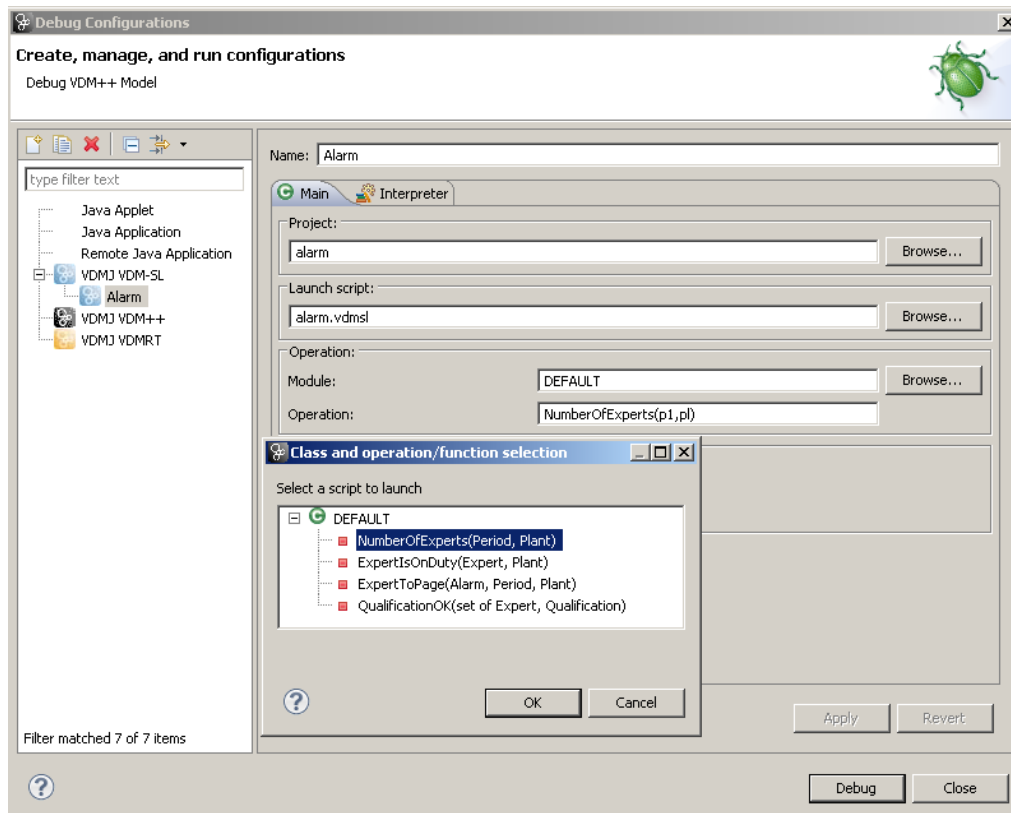 Debug Configurations
Create, manage, and run configurations
Debug VDM++ Model
type filter text
Java Applet
Java Application
Remote Java Application
VDMJ VDM-SL
Alarm
VDMJ VDM++
VDMJ VDMRT
Filter matched 7 of 7 items
Name: Alarm
Main Interpreter
Project:
alarm Browse...
Launch script:
alarm.vdmsl Browse...
Operation:
Module: DEFAULT Browse...
Operation: NumberOfExperts(p1,pl)
Class and operation/function selection
Select a script to launch
DEFAULT
NumberOfExperts(Period, Plant)
ExpertIsOnDuty(Expert, Plant)
ExpertToPage(Alarm, Period, Plant)
QualificationOK(set of Expert, Qualification)
OK Cancel
Apply Revert
Debug Close